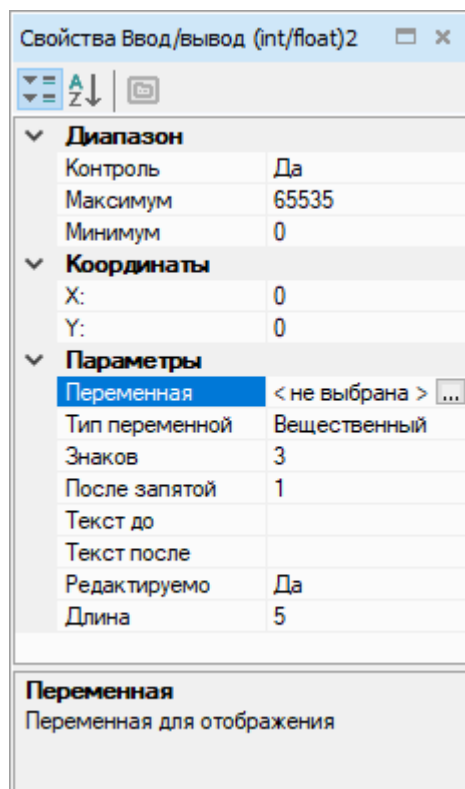 Свойства Ввод/вывод (int/float)2
Диапазон
Контроль Да
Максимум 65535
Минимум 0
Координаты
X: 0
Y: 0
Параметры
Переменная < не выбрана > ...
Тип переменной Вещественный
Знаков 3
После запятой 1
Текст до
Текст после
Редактируемо Да
Длина 5
Переменная
Переменная для отображения